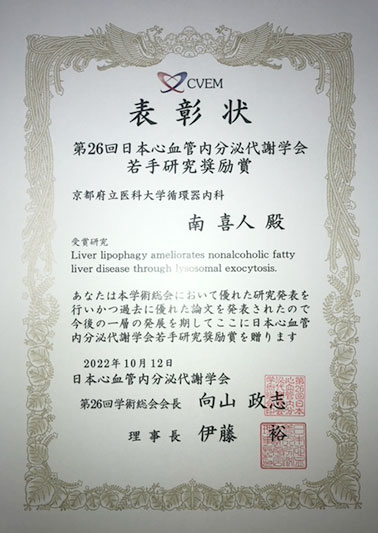 CVEM
表彰状
第26回日本心血管内分泌代謝学会
若手研究奨励賞
京都府立医科大学循環器内科
南 喜人 殿
受賞研究
Liver lipophagy ameliorates nonalcoholic fatty
liver disease through lysosomal exocytosis.
あなたは本学術総会において優れた研究発表を
行いかつ過去に優れた論文を発表されたので
今後の一層の発展を期してここに日本心血管
内分泌代謝学会若手研究奨励賞を贈ります
2022年10月12日
日本心血管内分泌代謝学会
第26回学術総会会長 向山 政志
理事長 伊藤 裕